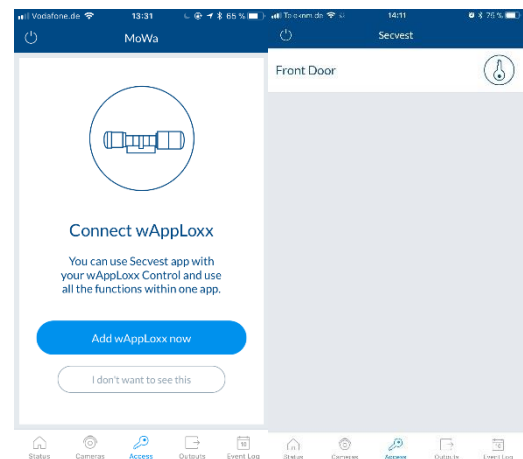 Vodafone.de 13:31 65 %
MoWa
Connect wAppLoxx
You can use Secvest app with
your wAppLoxx Control and use
all the functions within one app.
Add wAppLoxx now
I don't want to see this
Status Cameras Access Outputs Event Log
14:11 75 %
Secvest
Front Door
Status Cameras Access Outputs Event Log